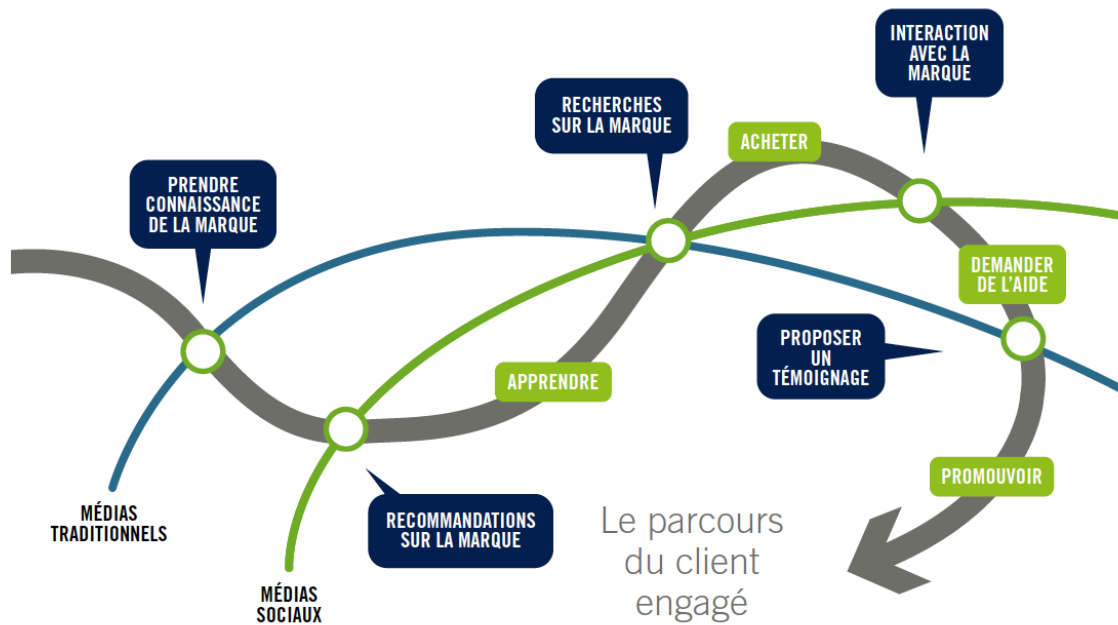 INTERACTION
AVEC LA
MARQUE
RECHERCHES
SUR LA MARQUE
ACHETER
PRENDRE
CONNAISSANCE
DE LA MARQUE
DEMANDER
DE L'AIDE
PROPOSER
UN
TÉMOIGNAGE
APPRENDRE
PROMOUVOIR
MÉDIAS
TRADITIONNELS
RECOMMANDATIONS
SUR LA MARQUE
Le parcours
du client
engagé
MÉDIAS
SOCIAUX